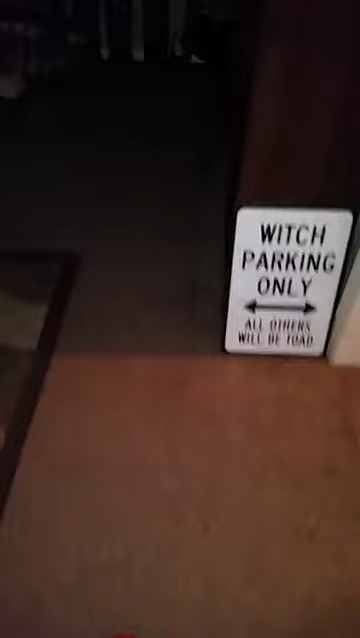 WITCH
PARKING
ONLY
ALL OTHERS
WILL BE TOAD